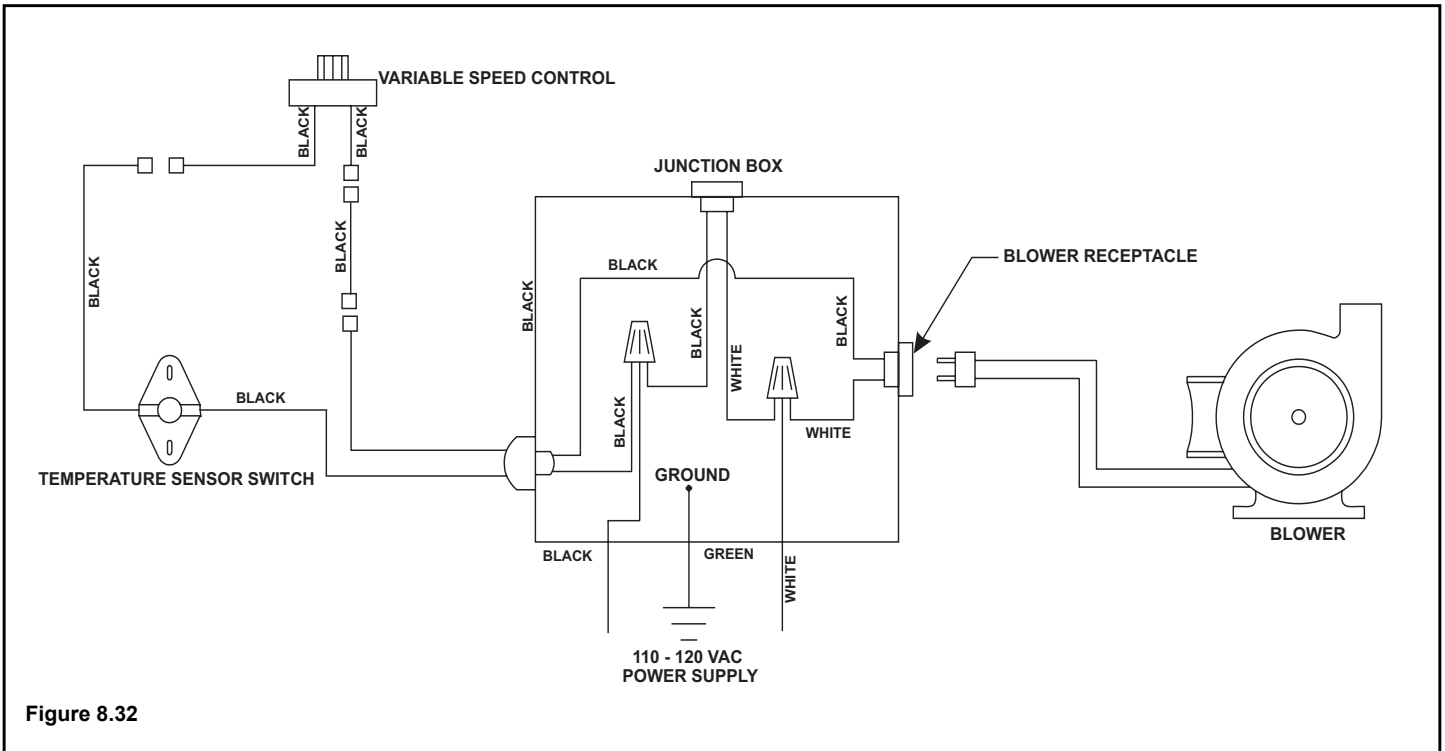 VARIABLE SPEED CONTROL
BLACK
BLACK
JUNCTION BOX
BLACK
BLACK
BLACK
BLACK
BLACK
BLACK
WHITE
BLACK
BLOWER RECEPTACLE
BLACK
BLACK
WHITE
TEMPERATURE SENSOR SWITCH
GROUND
BLOWER
BLACK
GREEN
WHITE
110 - 120 VAC
POWER SUPPLY
Figure 8.32